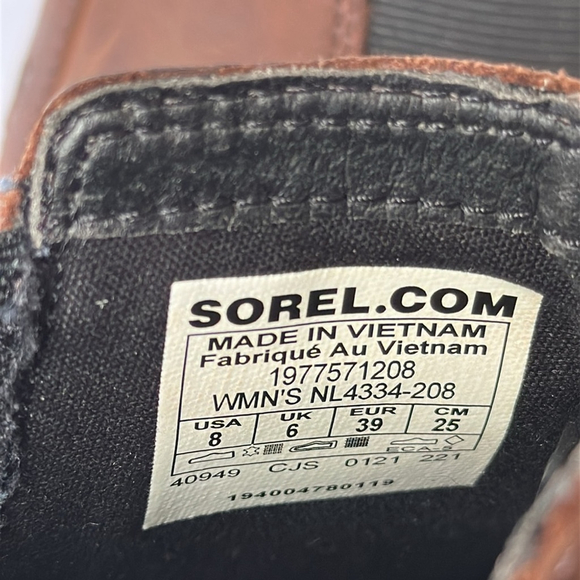 SOREL.COM
MADE IN VIETNAM
Fabriqué Au Vietnam
1977571208
WMN'S NL4334-208
USA UK EUR CM
8 6 39 25
40949 CJS 0121 221
194004780119